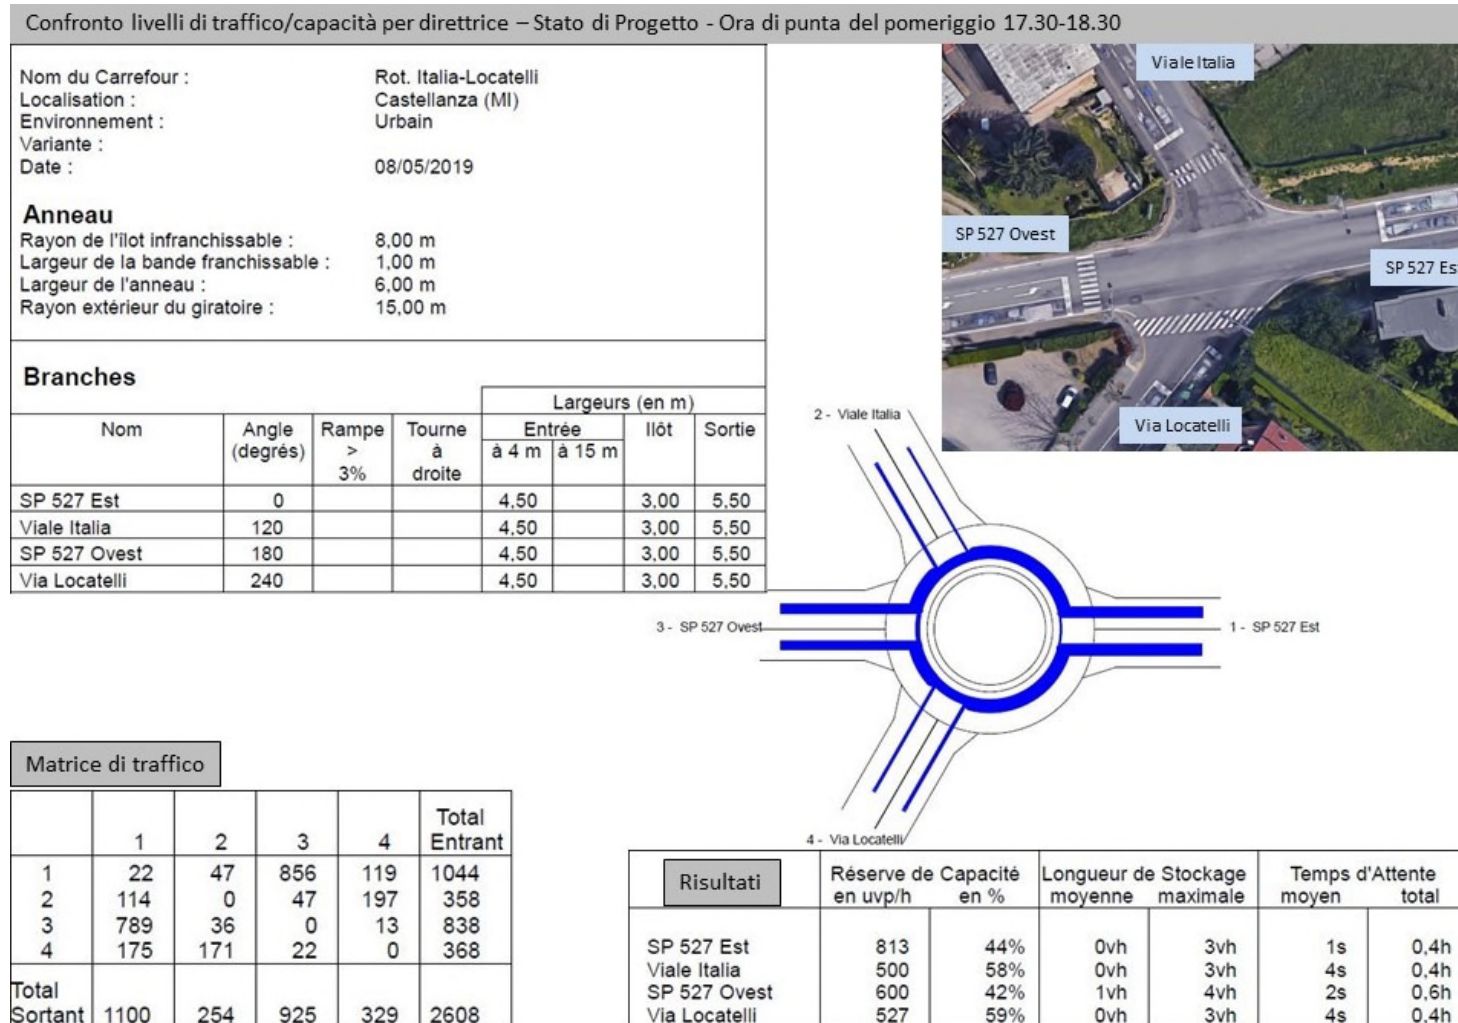 Confronto livelli di traffico/capacità per direttrice – Stato di Progetto - Ora di punta del pomeriggio 17.30-18.30
Nom du Carrefour : Rot. Italia-Locatelli
Localisation : Castellanza (MI)
Environnement : Urbain
Variante :
Date : 08/05/2019
Anneau
Rayon de l'îlot infranchissable : 8,00 m
Largeur de la bande franchissable : 1,00 m
Largeur de l'anneau : 6,00 m
Rayon extérieur du giratoire : 15,00 m
Viale Italia
SP 527 Ovest
SP 527 Es
Via Locatelli
Branches
Largeurs (en m)
Nom Angle Rampe Tourne Entrée Ilôt Sortie
(degrés) > à à 4 m à 15 m
3% droite
SP 527 Est 0 4,50 3,00 5,50
Viale Italia 120 4,50 3,00 5,50
SP 527 Ovest 180 4,50 3,00 5,50
Via Locatelli 240 4,50 3,00 5,50
2 - Viale Italia
3 - SP 527 Ovest
1 - SP 527 Est
4 - Via Locatelli
Matrice di traffico
Total
1 2 3 4 Entrant
1 22 47 856 119 1044
2 114 0 47 197 358
3 789 36 0 13 838
4 175 171 22 0 368
Total
Sortant 1100 254 925 329 2608
Risultati
Réserve de Capacité Longueur de Stockage Temps d'Attente
en uvp/h en % moyenne maximale moyen total
SP 527 Est 813 44% 0vh 3vh 1s 0,4h
Viale Italia 500 58% 0vh 3vh 4s 0,4h
SP 527 Ovest 600 42% 1vh 4vh 2s 0,6h
Via Locatelli 527 59% 0vh 3vh 4s 0,4h